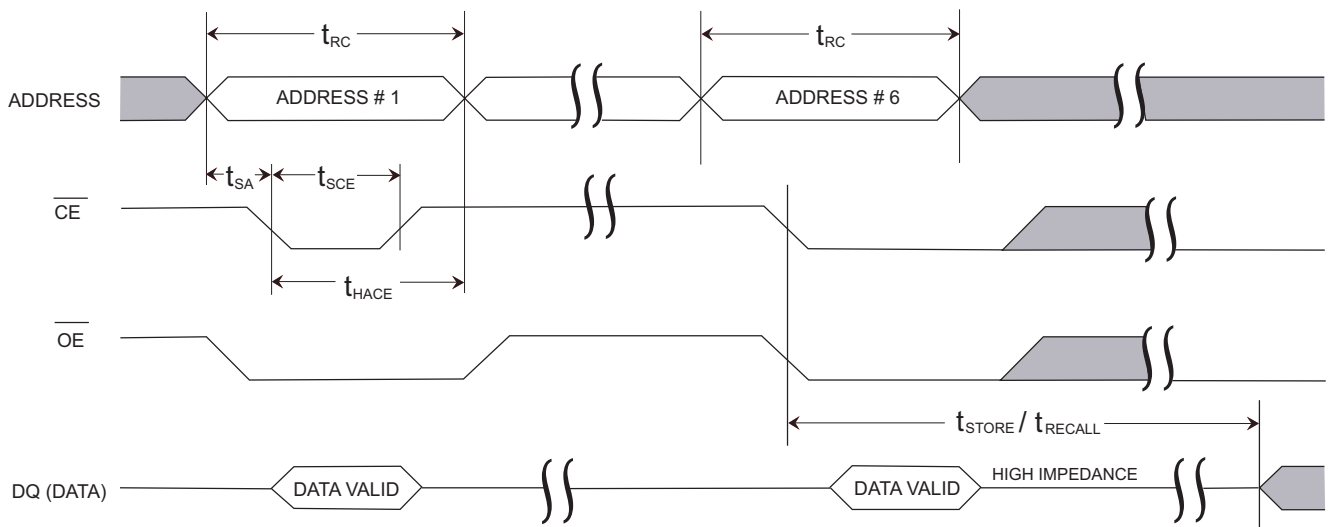 tRC
tRC
ADDRESS
ADDRESS # 1
ADDRESS # 6
tSA
tSCE
CE
tHACE
OE
tSTORE / tRECALL
DQ (DATA)
DATA VALID
DATA VALID
HIGH IMPEDANCE